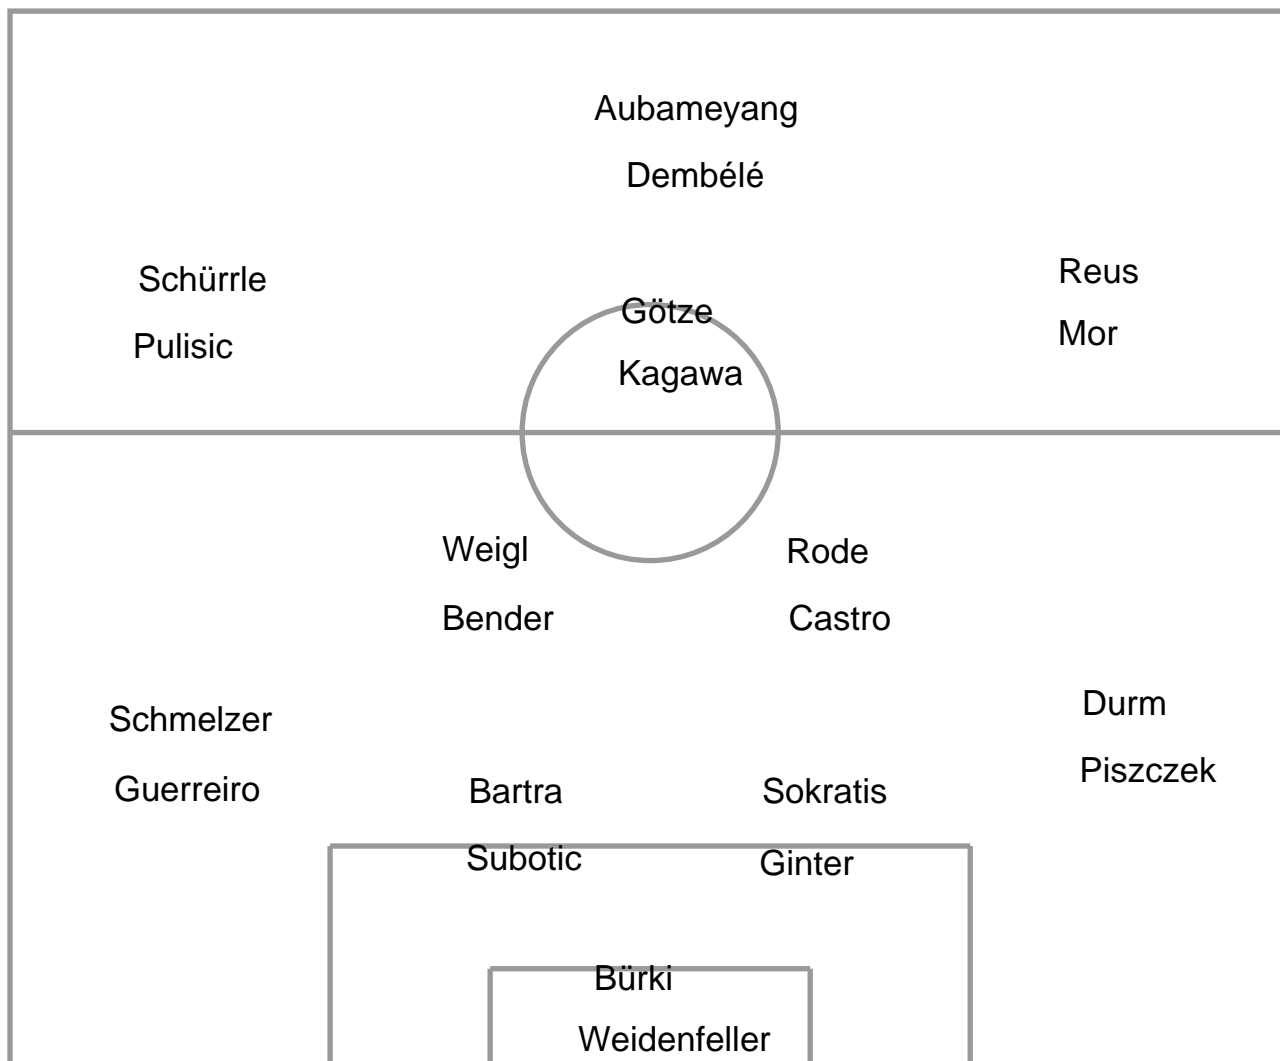 Aubameyang
Dembélé
Schürrle
Pulisic
Götze
Kagawa
Reus
Mor
Weigl
Bender
Rode
Castro
Schmelzer
Guerreiro
Bartra
Subotic
Sokratis
Ginter
Durm
Piszczek
Bürki
Weidenfeller